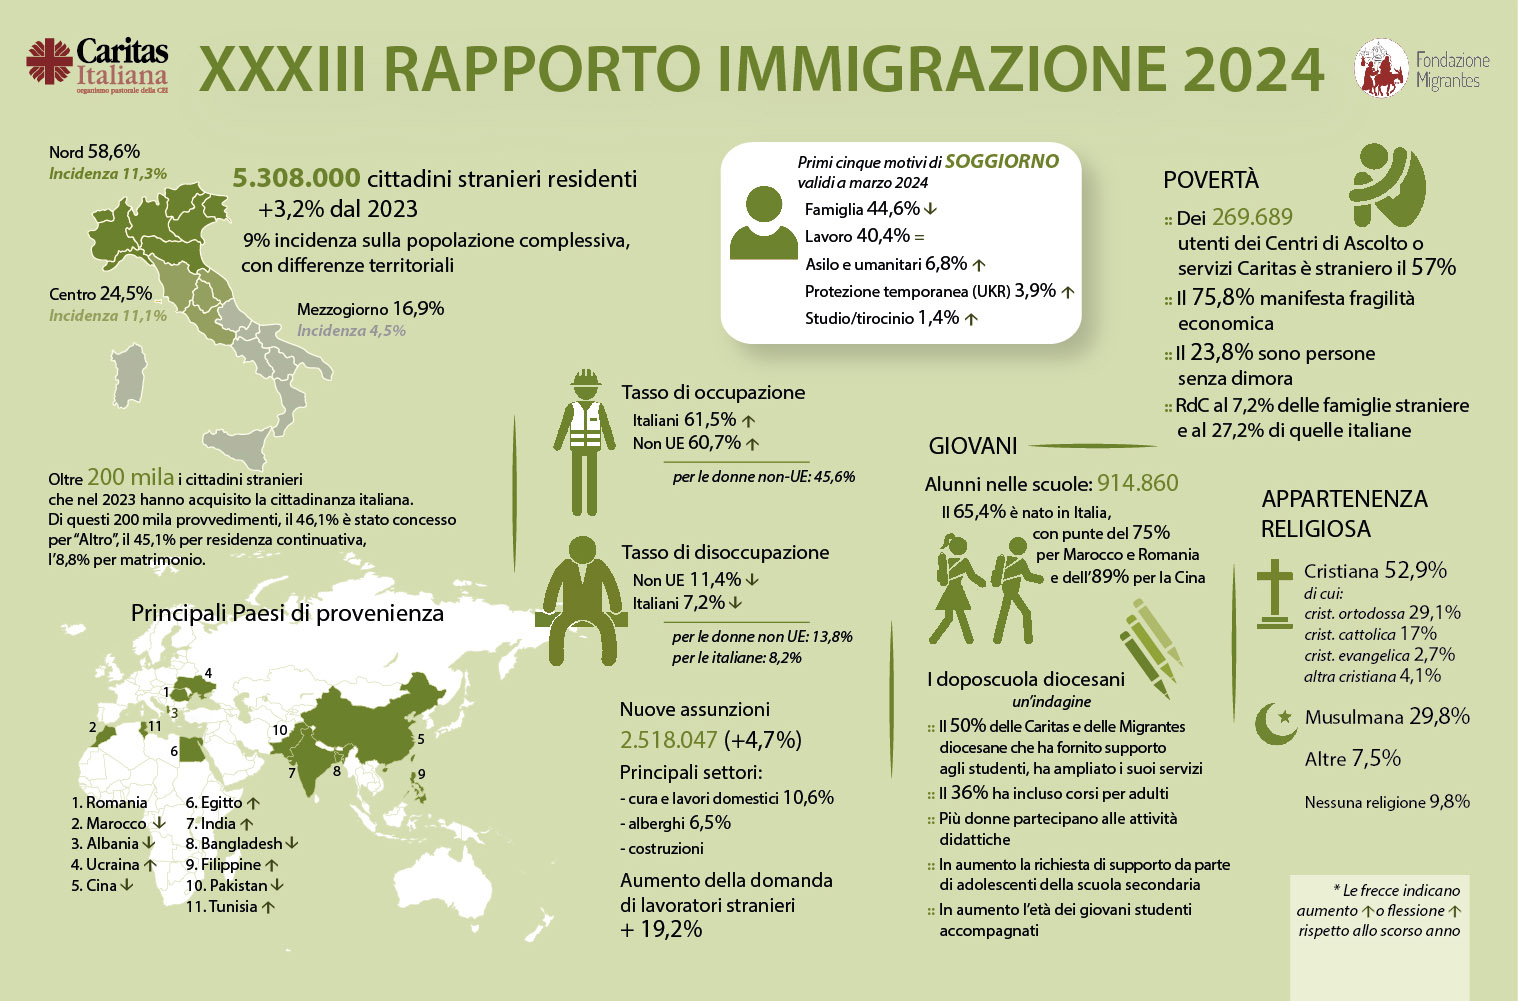 Caritas
Italiana
organismo pastorale della CEI
XXXIII RAPPORTO IMMIGRAZIONE 2024
Fondazione
Migrantes
Nord 58,6%
Incidenza 11,3%
5.308.000 cittadini stranieri residenti
+3,2% dal 2023
9% incidenza sulla popolazione complessiva,
con differenze territoriali
Centro 24,5%
Incidenza 11,1%
Mezzogiorno 16,9%
Incidenza 4,5%
Oltre 200 mila i cittadini stranieri
che nel 2023 hanno acquisito la cittadinanza italiana.
Di questi 200 mila provvedimenti, il 46,1% è stato concesso
per “Altro”, il 45,1% per residenza continuativa,
l’8,8% per matrimonio.
Principali Paesi di provenienza
4
1
3
2
11
6
10
7
8
5
9
1. Romania
2. Marocco ↓
3. Albania ↓
4. Ucraina ↑
5. Cina ↓
6. Egitto ↑
7. India ↑
8. Bangladesh ↓
9. Filippine ↑
10. Pakistan ↓
11. Tunisia ↑
Primi cinque motivi di SOGGIORNO
validi a marzo 2024
Famiglia 44,6% ↓
Lavoro 40,4% =
Asilo e umanitari 6,8% ↑
Protezione temporanea (UKR) 3,9% ↑
Studio/tirocinio 1,4% ↑
Tasso di occupazione
Italiani 61,5% ↑
Non UE 60,7% ↑
per le donne non-UE: 45,6%
Tasso di disoccupazione
Non UE 11,4% ↓
Italiani 7,2% ↓
per le donne non UE: 13,8%
per le italiane: 8,2%
Nuove assunzioni
2.518.047 (+4,7%)
Principali settori:
- cura e lavori domestici 10,6%
- alberghi 6,5%
- costruzioni
Aumento della domanda
di lavoratori stranieri
+ 19,2%
POVERTÀ
:: Dei 269.689
utenti dei Centri di Ascolto o
servizi Caritas è straniero il 57%
:: Il 75,8% manifesta fragilità
economica
:: Il 23,8% sono persone
senza dimora
:: RdC al 7,2% delle famiglie straniere
e al 27,2% di quelle italiane
GIOVANI
Alunni nelle scuole: 914.860
Il 65,4% è nato in Italia,
con punte del 75%
per Marocco e Romania
e dell’89% per la Cina
I doposcuola diocesani
un’indagine
:: Il 50% delle Caritas e delle Migrantes
diocesane che ha fornito supporto
agli studenti, ha ampliato i suoi servizi
:: Il 36% ha incluso corsi per adulti
:: Più donne partecipano alle attività
didattiche
:: In aumento la richiesta di supporto da parte
di adolescenti della scuola secondaria
:: In aumento l’età dei giovani studenti
accompagnati
APPARTENENZA
RELIGIOSA
Cristiana 52,9%
di cui:
crist. ortodossa 29,1%
crist. cattolica 17%
crist. evangelica 2,7%
altra cristiana 4,1%
Musulmana 29,8%
Altre 7,5%
Nessuna religione 9,8%
* Le frecce indicano
aumento ↑ o flessione ↑
rispetto allo scorso anno